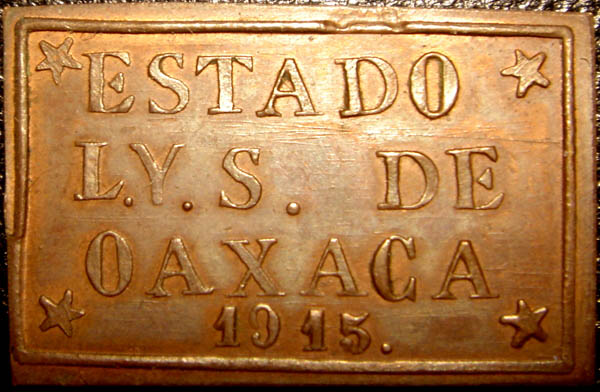 ESTADO
L.Y.S. DE
OAXACA
1915.